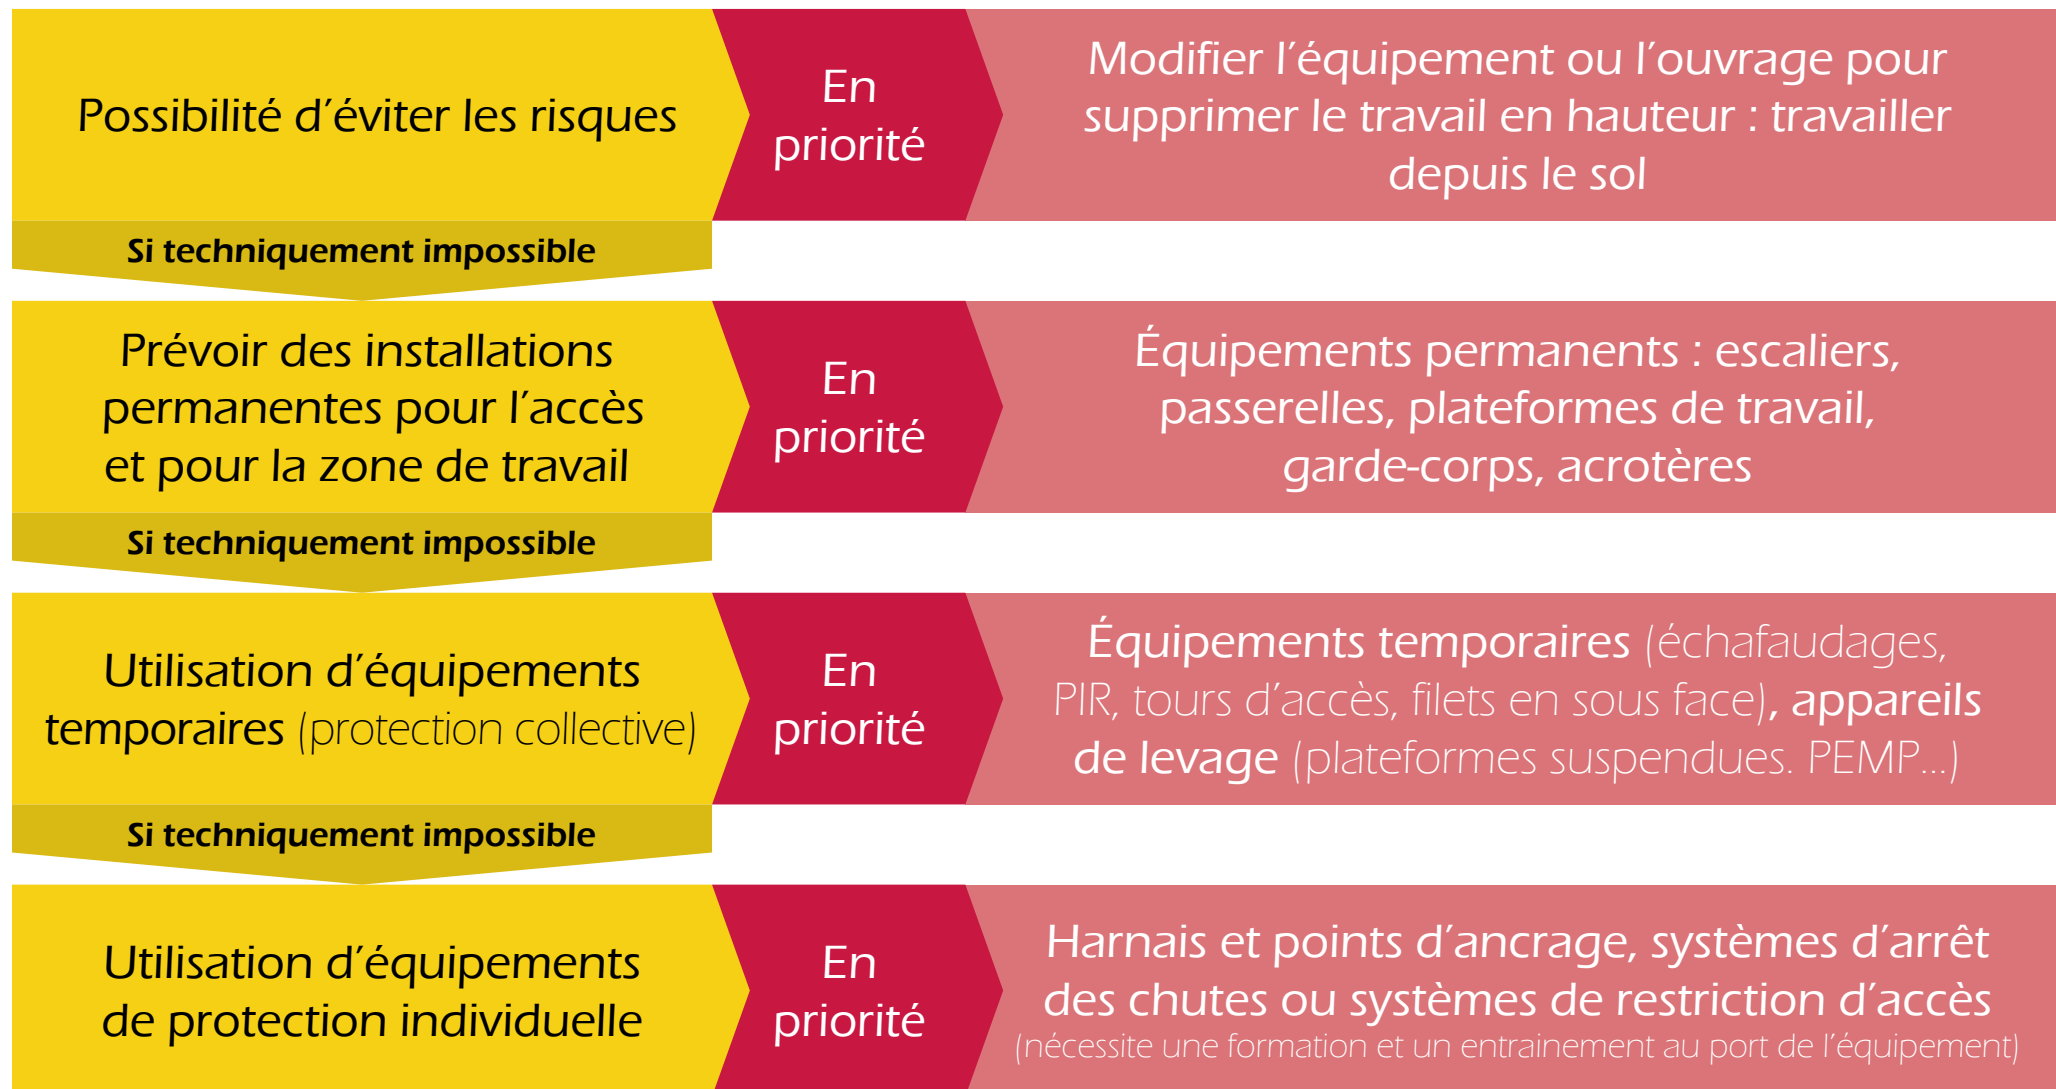 Possibilité d'éviter les risques
En
priorité
Modifier l'équipement ou l'ouvrage pour
supprimer le travail en hauteur : travailler
depuis le sol
Si techniquement impossible
Prévoir des installations
permanentes pour l'accès
et pour la zone de travail
En
priorité
Équipements permanents : escaliers,
passerelles, plateformes de travail,
garde-corps, acrotères
Si techniquement impossible
Utilisation d'équipements
temporaires (protection collective)
En
priorité
Équipements temporaires (échafaudages,
PIR, tours d'accès, filets en sous face), appareils
de levage (plateformes suspendues. PEMP...)
Si techniquement impossible
Utilisation d'équipements
de protection individuelle
En
priorité
Harnais et points d'ancrage, systèmes d'arrêt
des chutes ou systèmes de restriction d'accès
(nécessite une formation et un entrainement au port de l'équipement)